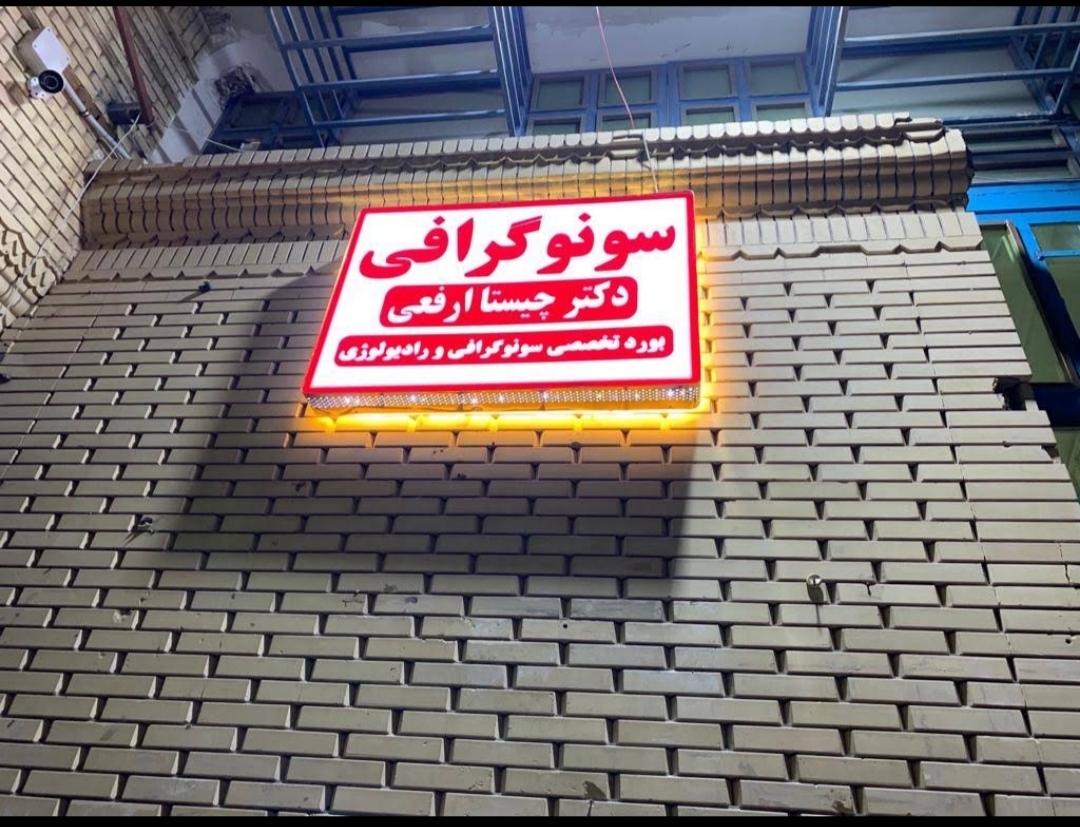 سونوگرافی
دکتر چیستا ارفعی
بورد تخصصی سونوگرافی و رادیولوژی